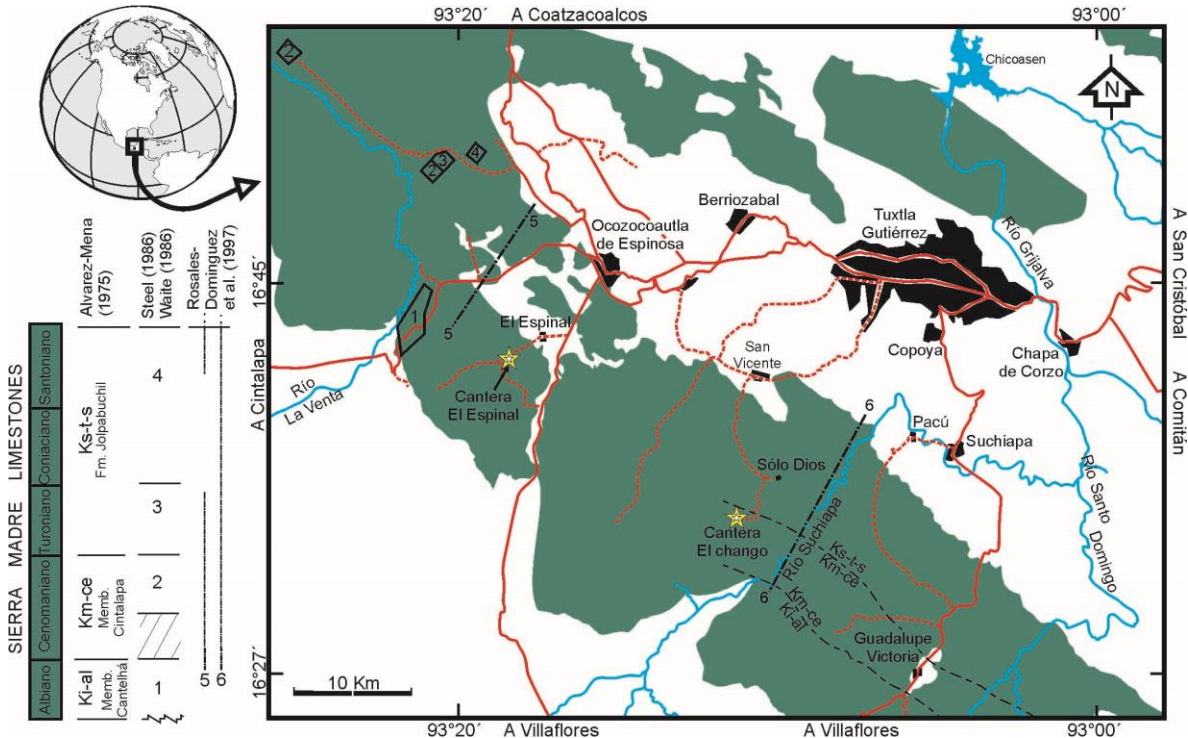 93°20´
A Coatzacoalcos
93°00´
2
Chicoasen
N
3
2
4
5
Berriozabal
Ocozocoautla
de Espinosa
Tuxtla
Gutiérrez
Río Grijalva
A San Cristóbal
A Comitán
16°45´
A Cintalapa
1
5
El Espinal
San
Vicente
Copoya
Chapa
de Corzo
Río
La Venta
Cantera
El Espinal
6
Pacú
Suchiapa
Sólo Dios
Río Santo
Domingo
Cantera
El chango
Río Suchiapa
Ks-t-s
Km-ce
Km-ce
Ki-al
6
Guadalupe
Victoria
16°27´
10 Km
93°20´
A Villaflores
A Villaflores
93°00´
Alvarez-Mena
(1975)
Steel (1986)
Waite (1986)
Rosales-
Dominguez
et al. (1997)
SIERRA MADRE LIMESTONES
Santoniano
Coniaciano
Turoniano
Cenomaniano
Albiano
Ks-t-s
Fm. Jolpabuchil
Km-ce
Memb.
Cintalapa
Ki-al
Memb.
Cantelhá
4
3
2
1
5
6